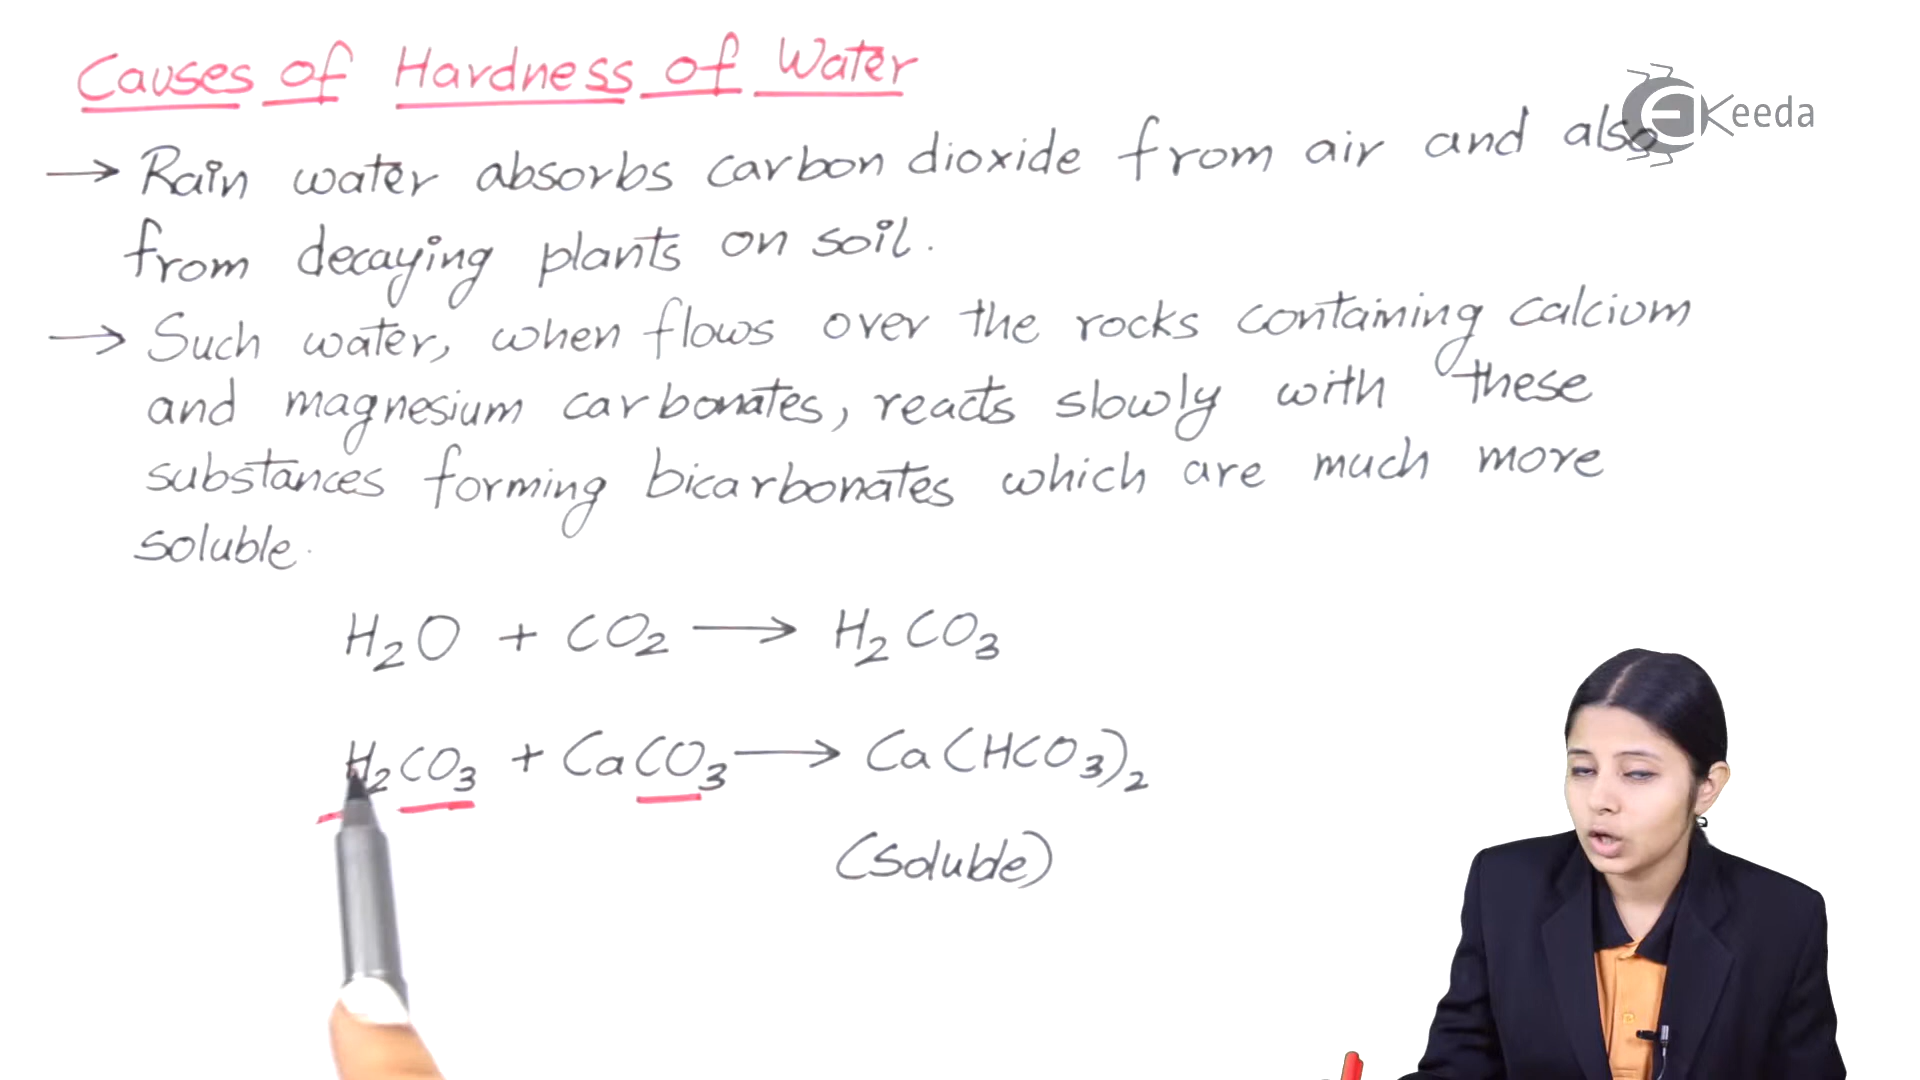 Causes of Hardness of Water
EKeeda
→ Rain water absorbs carbon dioxide from air and also
from decaying plants on soil.
→ Such water, when flows over the rocks containing calcium
and magnesium carbonates, reacts slowly with these
substances forming bicarbonates which are much more
soluble.
H₂O + CO₂ → H₂CO₃
H₂CO₃ + CaCO₃ → Ca(HCO₃)₂
(Soluble)